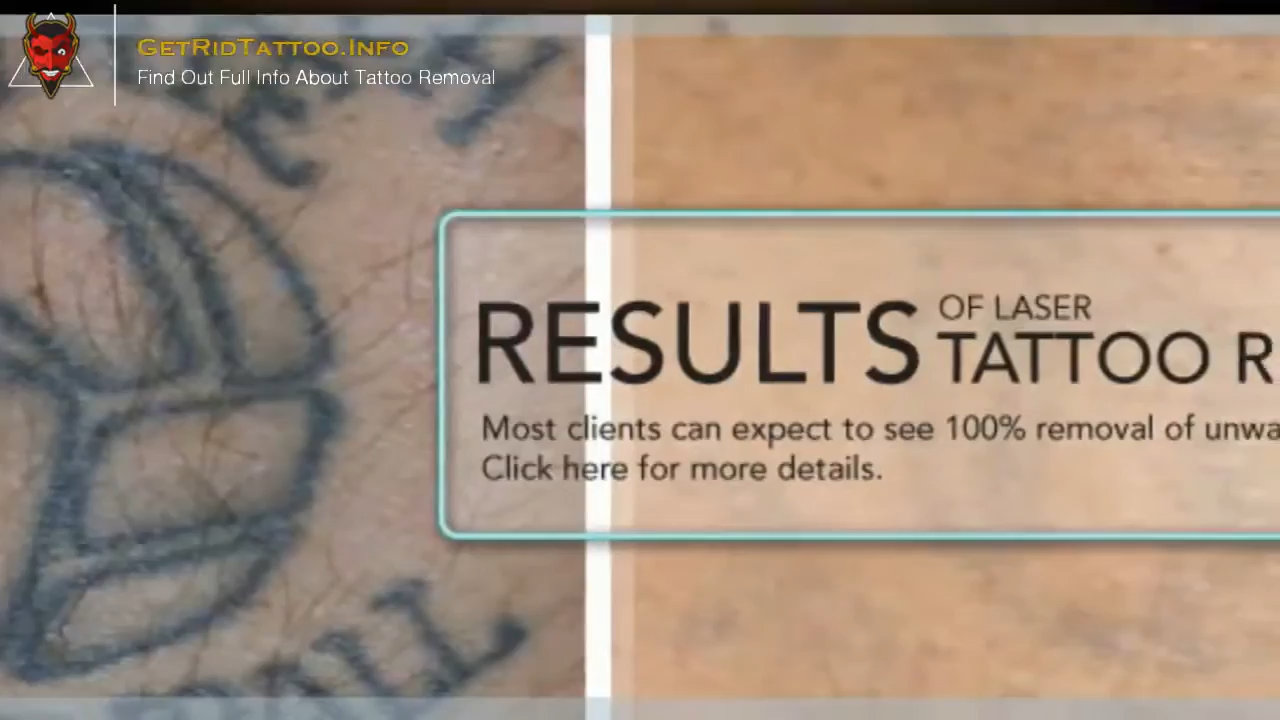 GetRidTattoo.Info
Find Out Full Info About Tattoo Removal
RESULTS OF LASER
TATTOO R
Most clients can expect to see 100% removal of unwa
Click here for more details.